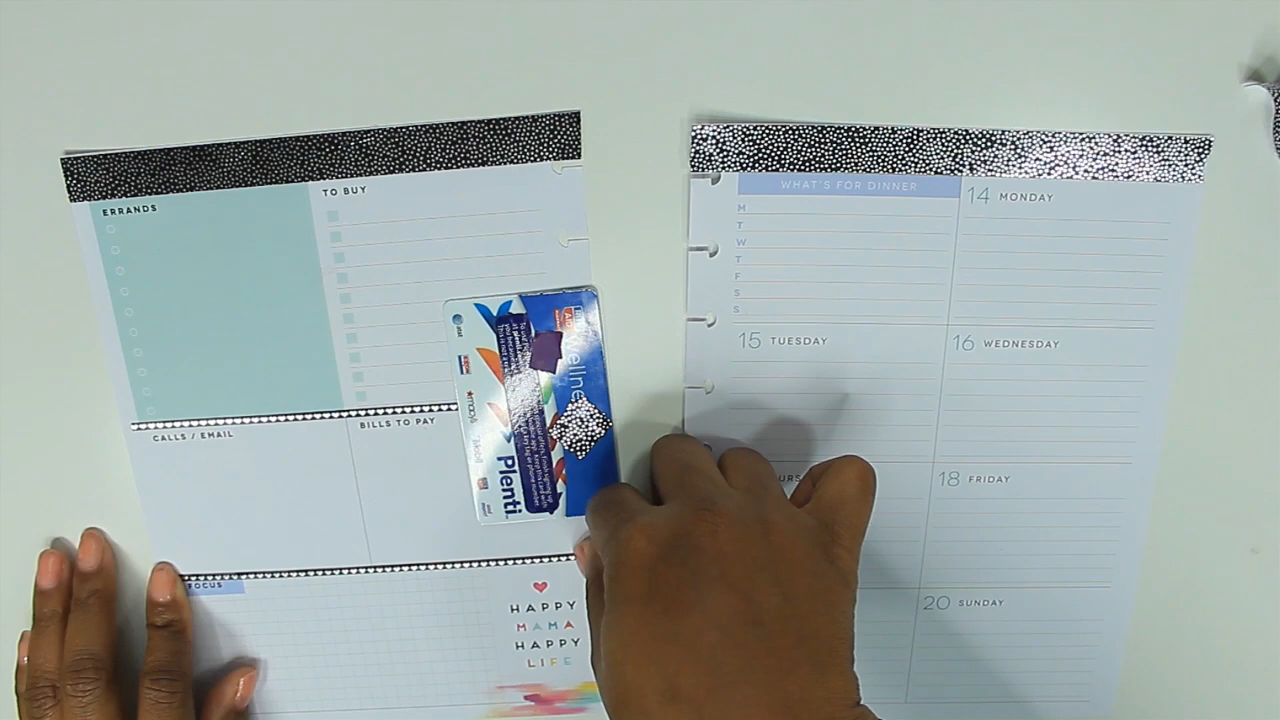 ERRANDS
TO BUY
CALLS / EMAIL
BILLS TO PAY
FOCUS
HAPPY
MAMA
HAPPY
LIFE
Plenti
WHAT'S FOR DINNER
M
T
W
T
F
S
S
14 MONDAY
15 TUESDAY
16 WEDNESDAY
18 FRIDAY
20 SUNDAY